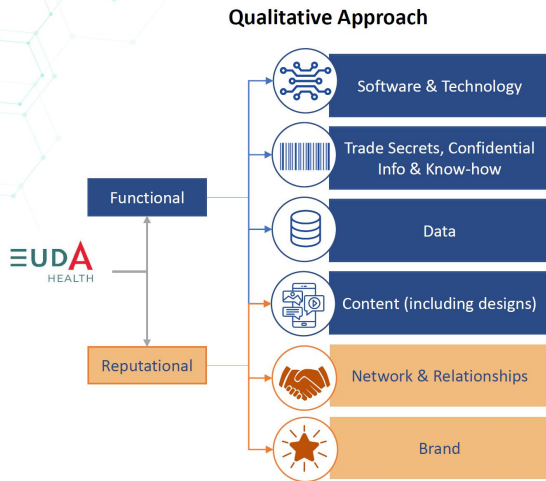 Qualitative Approach
Software & Technology
Trade Secrets, Confidential
Info & Know-how
Functional
Data
EUDA
HEALTH
Content (including designs)
Reputational
Network & Relationships
Brand